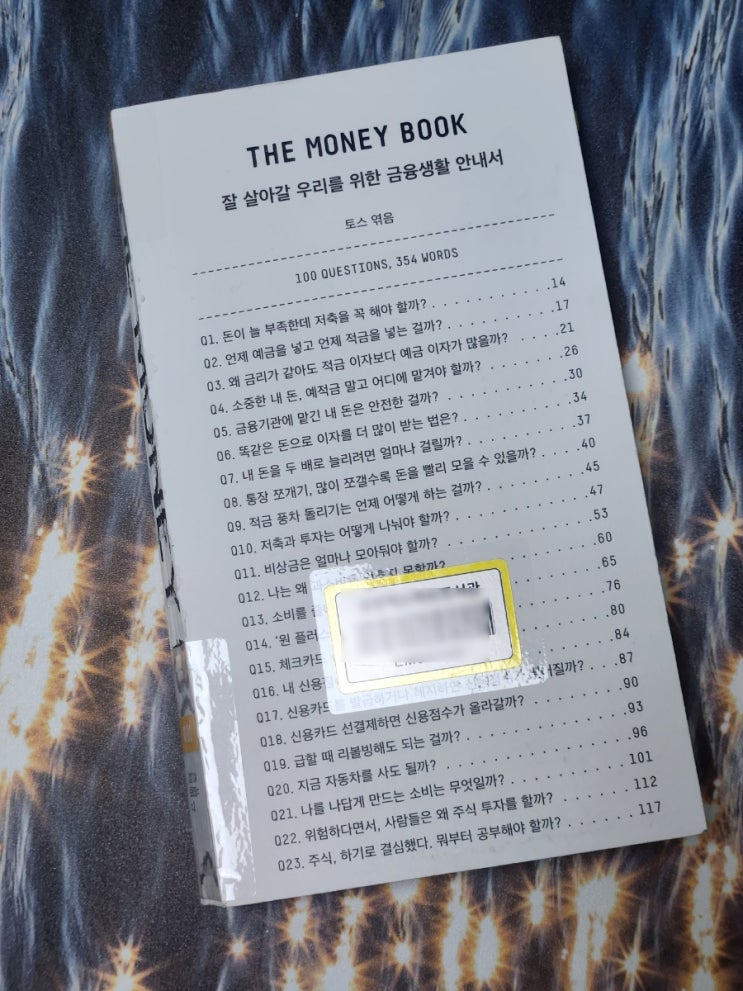 THE MONEY BOOK
잘 살아갈 우리를 위한 금융생활 안내서
토스 엮음
100 QUESTIONS, 354 WORDS
Q1. 돈이 늘 부족한데 저축을 꼭 해야 할까? . . . . . . . . . . 14
Q2. 언제 예금을 넣고 언제 적금을 넣는 걸까? . . . . . . . . . 17
Q3. 왜 금리가 같아도 적금 이자보다 예금 이자가 많을까? . . . . 21
Q4. 소중한 내 돈, 예적금 말고 어디에 맡겨야 할까? . . . . . . 26
Q5. 금융기관에 맡긴 내 돈은 안전한 걸까? . . . . . . . . . . 30
Q6. 똑같은 돈으로 이자를 더 많이 받는 법은? . . . . . . . . . 34
Q7. 내 돈을 두 배로 늘리려면 얼마나 걸릴까? . . . . . . . . . 37
Q8. 통장 쪼개기, 많이 쪼갤수록 돈을 빨리 모을 수 있을까? . . . 40
Q9. 적금 풍차 돌리기는 언제 어떻게 하는 걸까? . . . . . . . . 45
Q10. 저축과 투자는 어떻게 나눠야 할까? . . . . . . . . . . . 47
Q11. 비상금은 얼마나 모아둬야 할까? . . . . . . . . . . . . 53
Q12. 나는 왜 못할까? . . . . . . . . . 60
Q13. 소비를 . . . . . 65
Q14. '원 플러스 . . . . . 76
Q15. 체크카드 . . . . . 80
Q16. 내 신용 . . . . . 84
Q17. 신용카드를 발급하거나 해지하면 . . 87
Q18. 신용카드 선결제하면 신용점수가 올라갈까? . . . . . . . . 90
Q19. 급할 때 리볼빙해도 되는 걸까? . . . . . . . . . . . . . 93
Q20. 지금 자동차를 사도 될까? . . . . . . . . . . . . . . . 96
Q21. 나를 나답게 만드는 소비는 무엇일까? . . . . . . . . . . 101
Q22. 위험하다면서, 사람들은 왜 주식 투자를 할까? . . . . . . 112
Q23. 주식, 하기로 결심했다. 뭐부터 공부해야 할까? . . . . . . 117